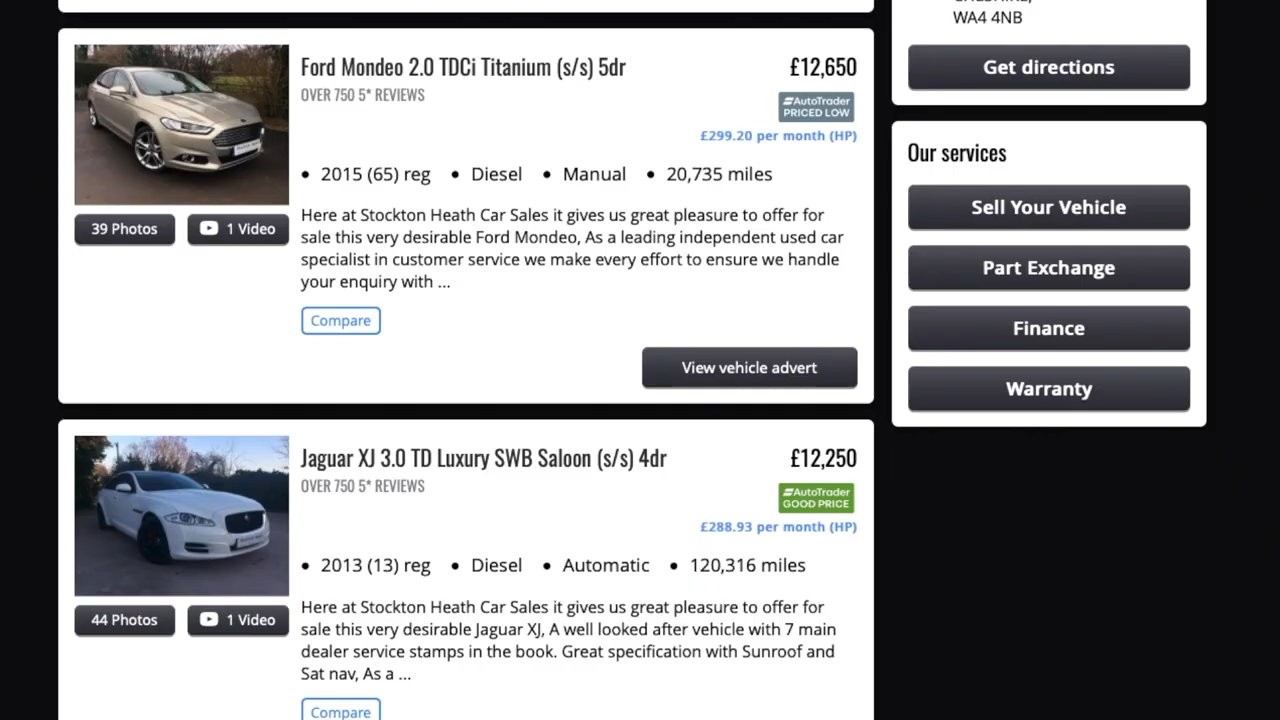 WA4 4NB
Get directions
Ford Mondeo 2.0 TDCi Titanium (s/s) 5dr
£12,650
OVER 750 5* REVIEWS
AutoTrader
PRICED LOW
£299.20 per month (HP)
• 2015 (65) reg • Diesel • Manual • 20,735 miles
39 Photos
1 Video
Here at Stockton Heath Car Sales it gives us great pleasure to offer for
sale this very desirable Ford Mondeo, As a leading independent used car
specialist in customer service we make every effort to ensure we handle
your enquiry with ...
Compare
View vehicle advert
Our services
Sell Your Vehicle
Part Exchange
Finance
Warranty
Jaguar XJ 3.0 TD Luxury SWB Saloon (s/s) 4dr
£12,250
OVER 750 5* REVIEWS
AutoTrader
GOOD PRICE
£288.93 per month (HP)
• 2013 (13) reg • Diesel • Automatic • 120,316 miles
44 Photos
1 Video
Here at Stockton Heath Car Sales it gives us great pleasure to offer for
sale this very desirable Jaguar XJ, A well looked after vehicle with 7 main
dealer service stamps in the book. Great specification with Sunroof and
Sat nav, As a ...
Compare